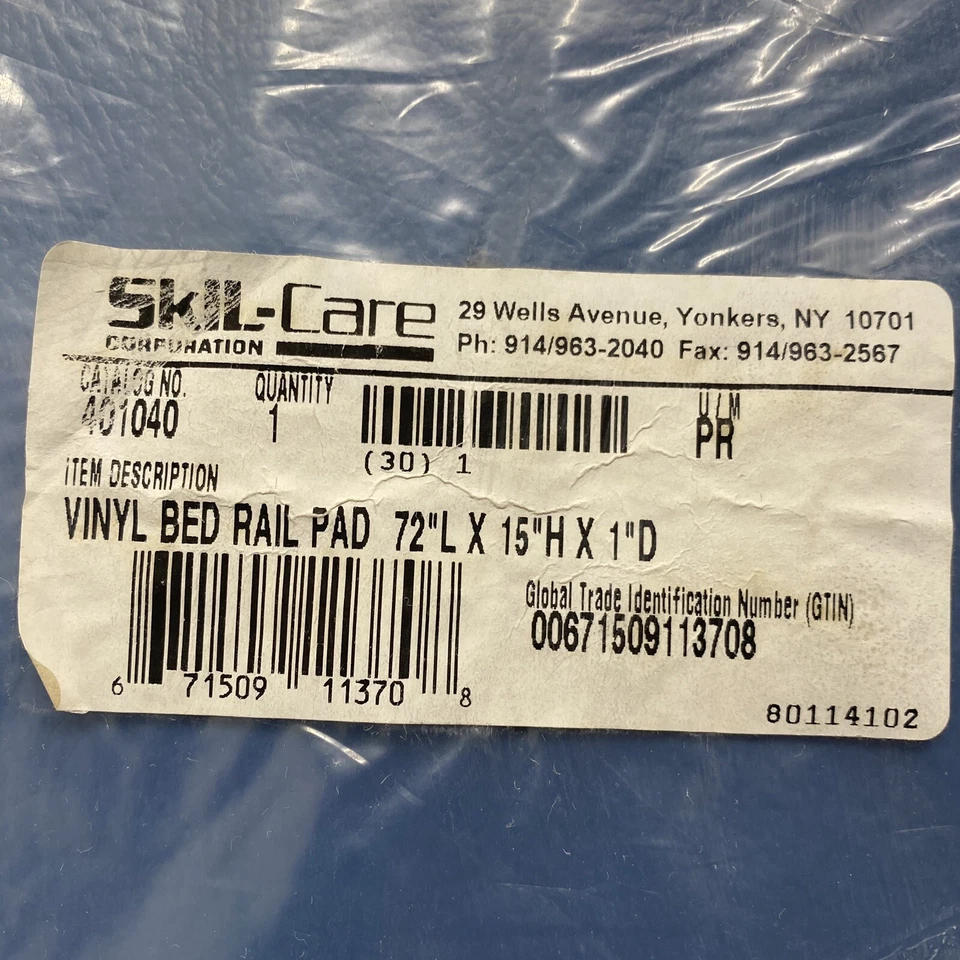 SKIL-Care
CORPORATION
29 Wells Avenue, Yonkers, NY 10701
Ph: 914/963-2040 Fax: 914/963-2567
CATALOG NO. QUANTITY U/M
401040 1 PR
(30) 1
ITEM DESCRIPTION
VINYL BED RAIL PAD 72"L X 15"H X 1"D
Global Trade Identification Number (GTIN)
00671509113708
6 71509 11370 8
80114102